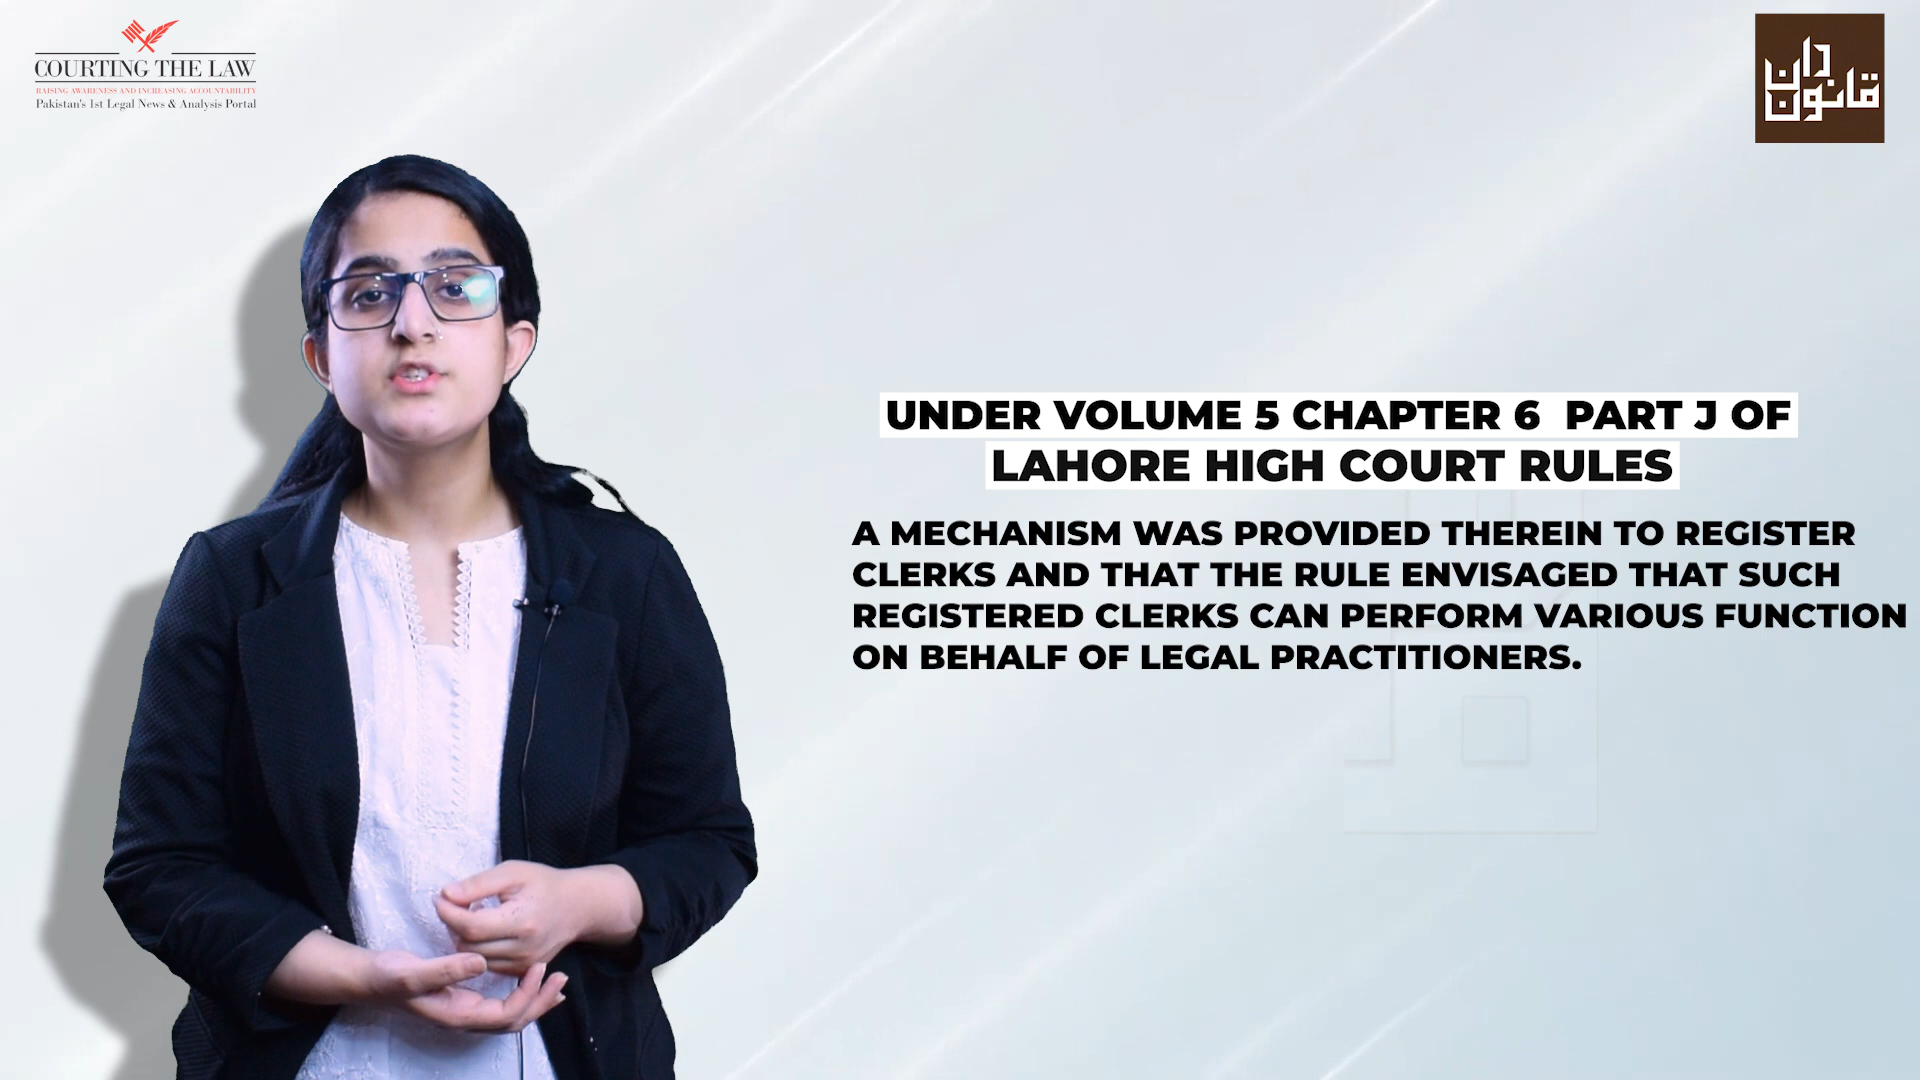 COURTING THE LAW
RAISING AWARENESS AND INCREASING ACCOUNTABILITY
Pakistan's 1st Legal News & Analysis Portal
قانون دان
UNDER VOLUME 5 CHAPTER 6 PART J OF
LAHORE HIGH COURT RULES
A MECHANISM WAS PROVIDED THEREIN TO REGISTER
CLERKS AND THAT THE RULE ENVISAGED THAT SUCH
REGISTERED CLERKS CAN PERFORM VARIOUS FUNCTION
ON BEHALF OF LEGAL PRACTITIONERS.